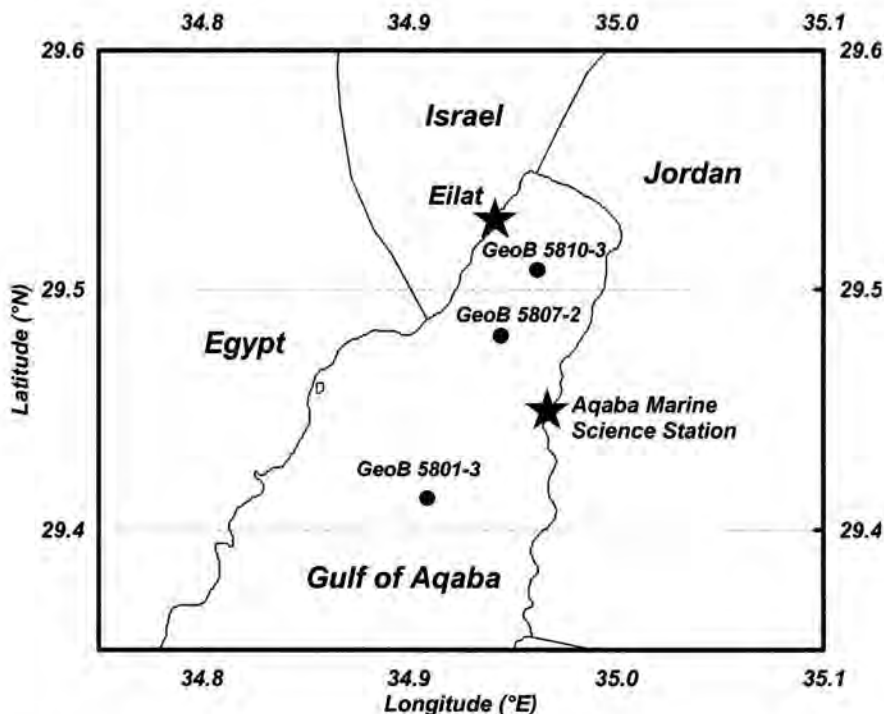 34.8 34.9 35.0 35.1
29.6 29.6
Israel
Jordan
Eilat
GeoB 5810-3
29.5 29.5
GeoB 5807-2
Egypt
Latitude (°N)
Aqaba Marine
Science Station
GeoB 5801-3
29.4 29.4
Gulf of Aqaba
34.8 34.9 35.0 35.1
Longitude (°E)